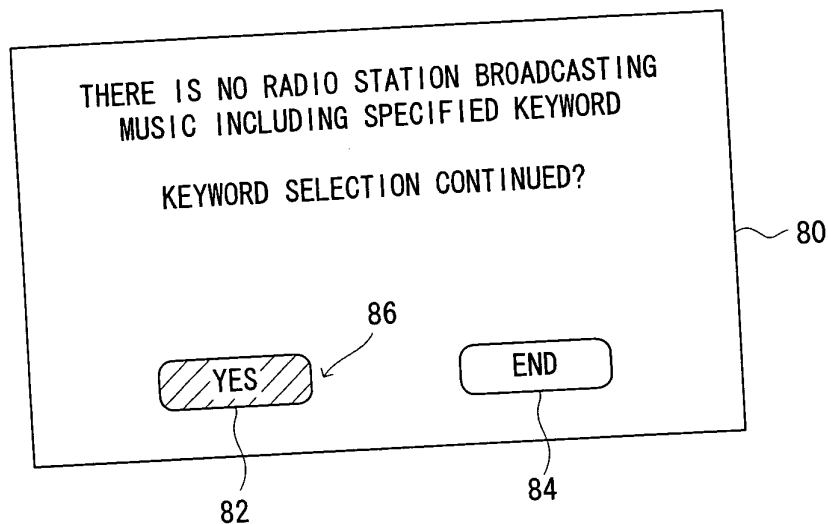 THERE IS NO RADIO STATION BROADCASTING
MUSIC INCLUDING SPECIFIED KEYWORD
KEYWORD SELECTION CONTINUED?
80
86
YES
END
82
84